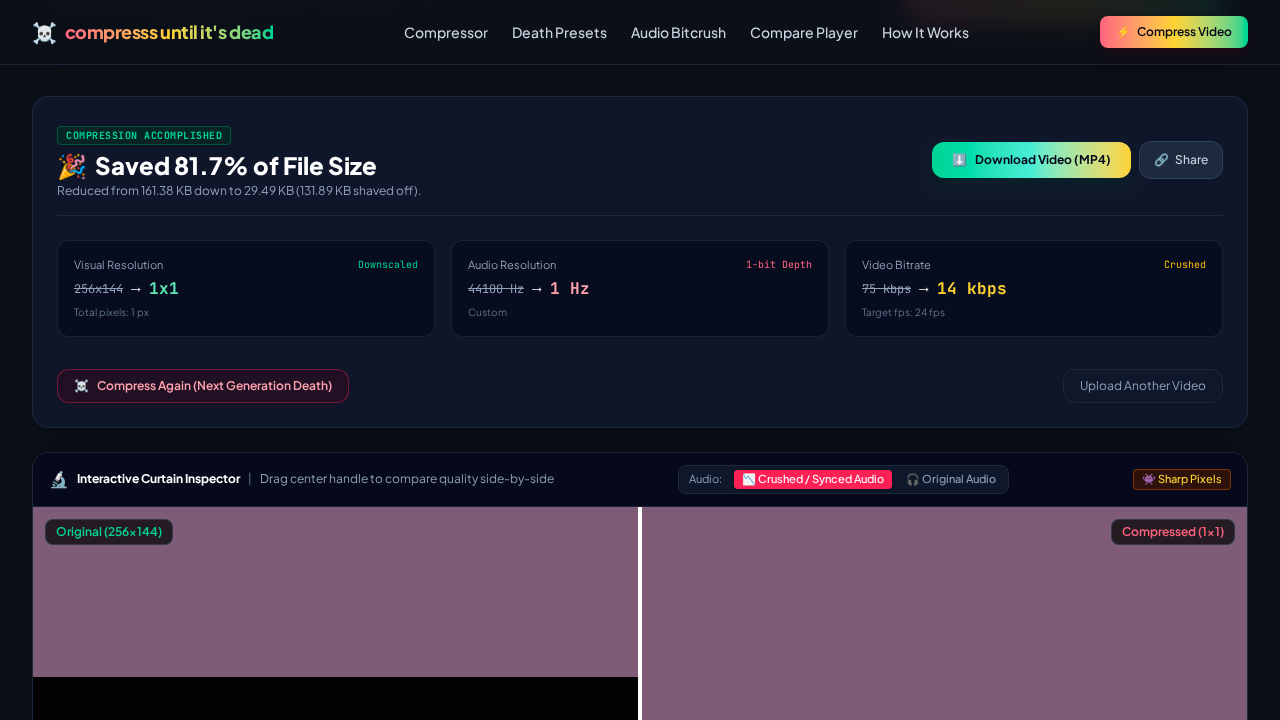 ☠️ compresss until it's dead
Compressor Death Presets Audio Bitcrush Compare Player How It Works
⚡ Compress Video
COMPRESSION ACCOMPLISHED
🎉 Saved 81.7% of File Size
Reduced from 161.38 KB down to 29.49 KB (131.89 KB shaved off).
⬇️ Download Video (MP4)
🔗 Share
Visual Resolution Downscaled
256x144 → 1x1
Total pixels: 1 px
Audio Resolution 1-bit Depth
44100 Hz → 1 Hz
Custom
Video Bitrate Crushed
75 kbps → 14 kbps
Target fps: 24 fps
☠️ Compress Again (Next Generation Death)
Upload Another Video
🔬 Interactive Curtain Inspector | Drag center handle to compare quality side-by-side
Audio: 📉 Crushed / Synced Audio 🎧 Original Audio
👾 Sharp Pixels
Original (256×144)
Compressed (1×1)